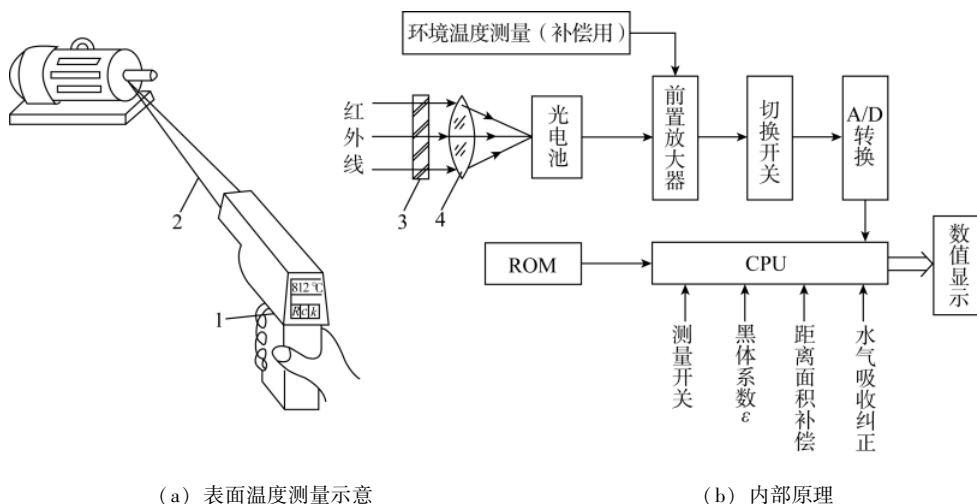 环境温度测量（补偿用）
红
外
线
光电池
前置放大器
切换开关
A/D
转换
3
4
2
812℃
R c k
1
ROM
CPU
数值显示
测量开关
黑体系数ε
距离面积补偿
水气吸收纠正
（a）表面温度测量示意
（b）内部原理